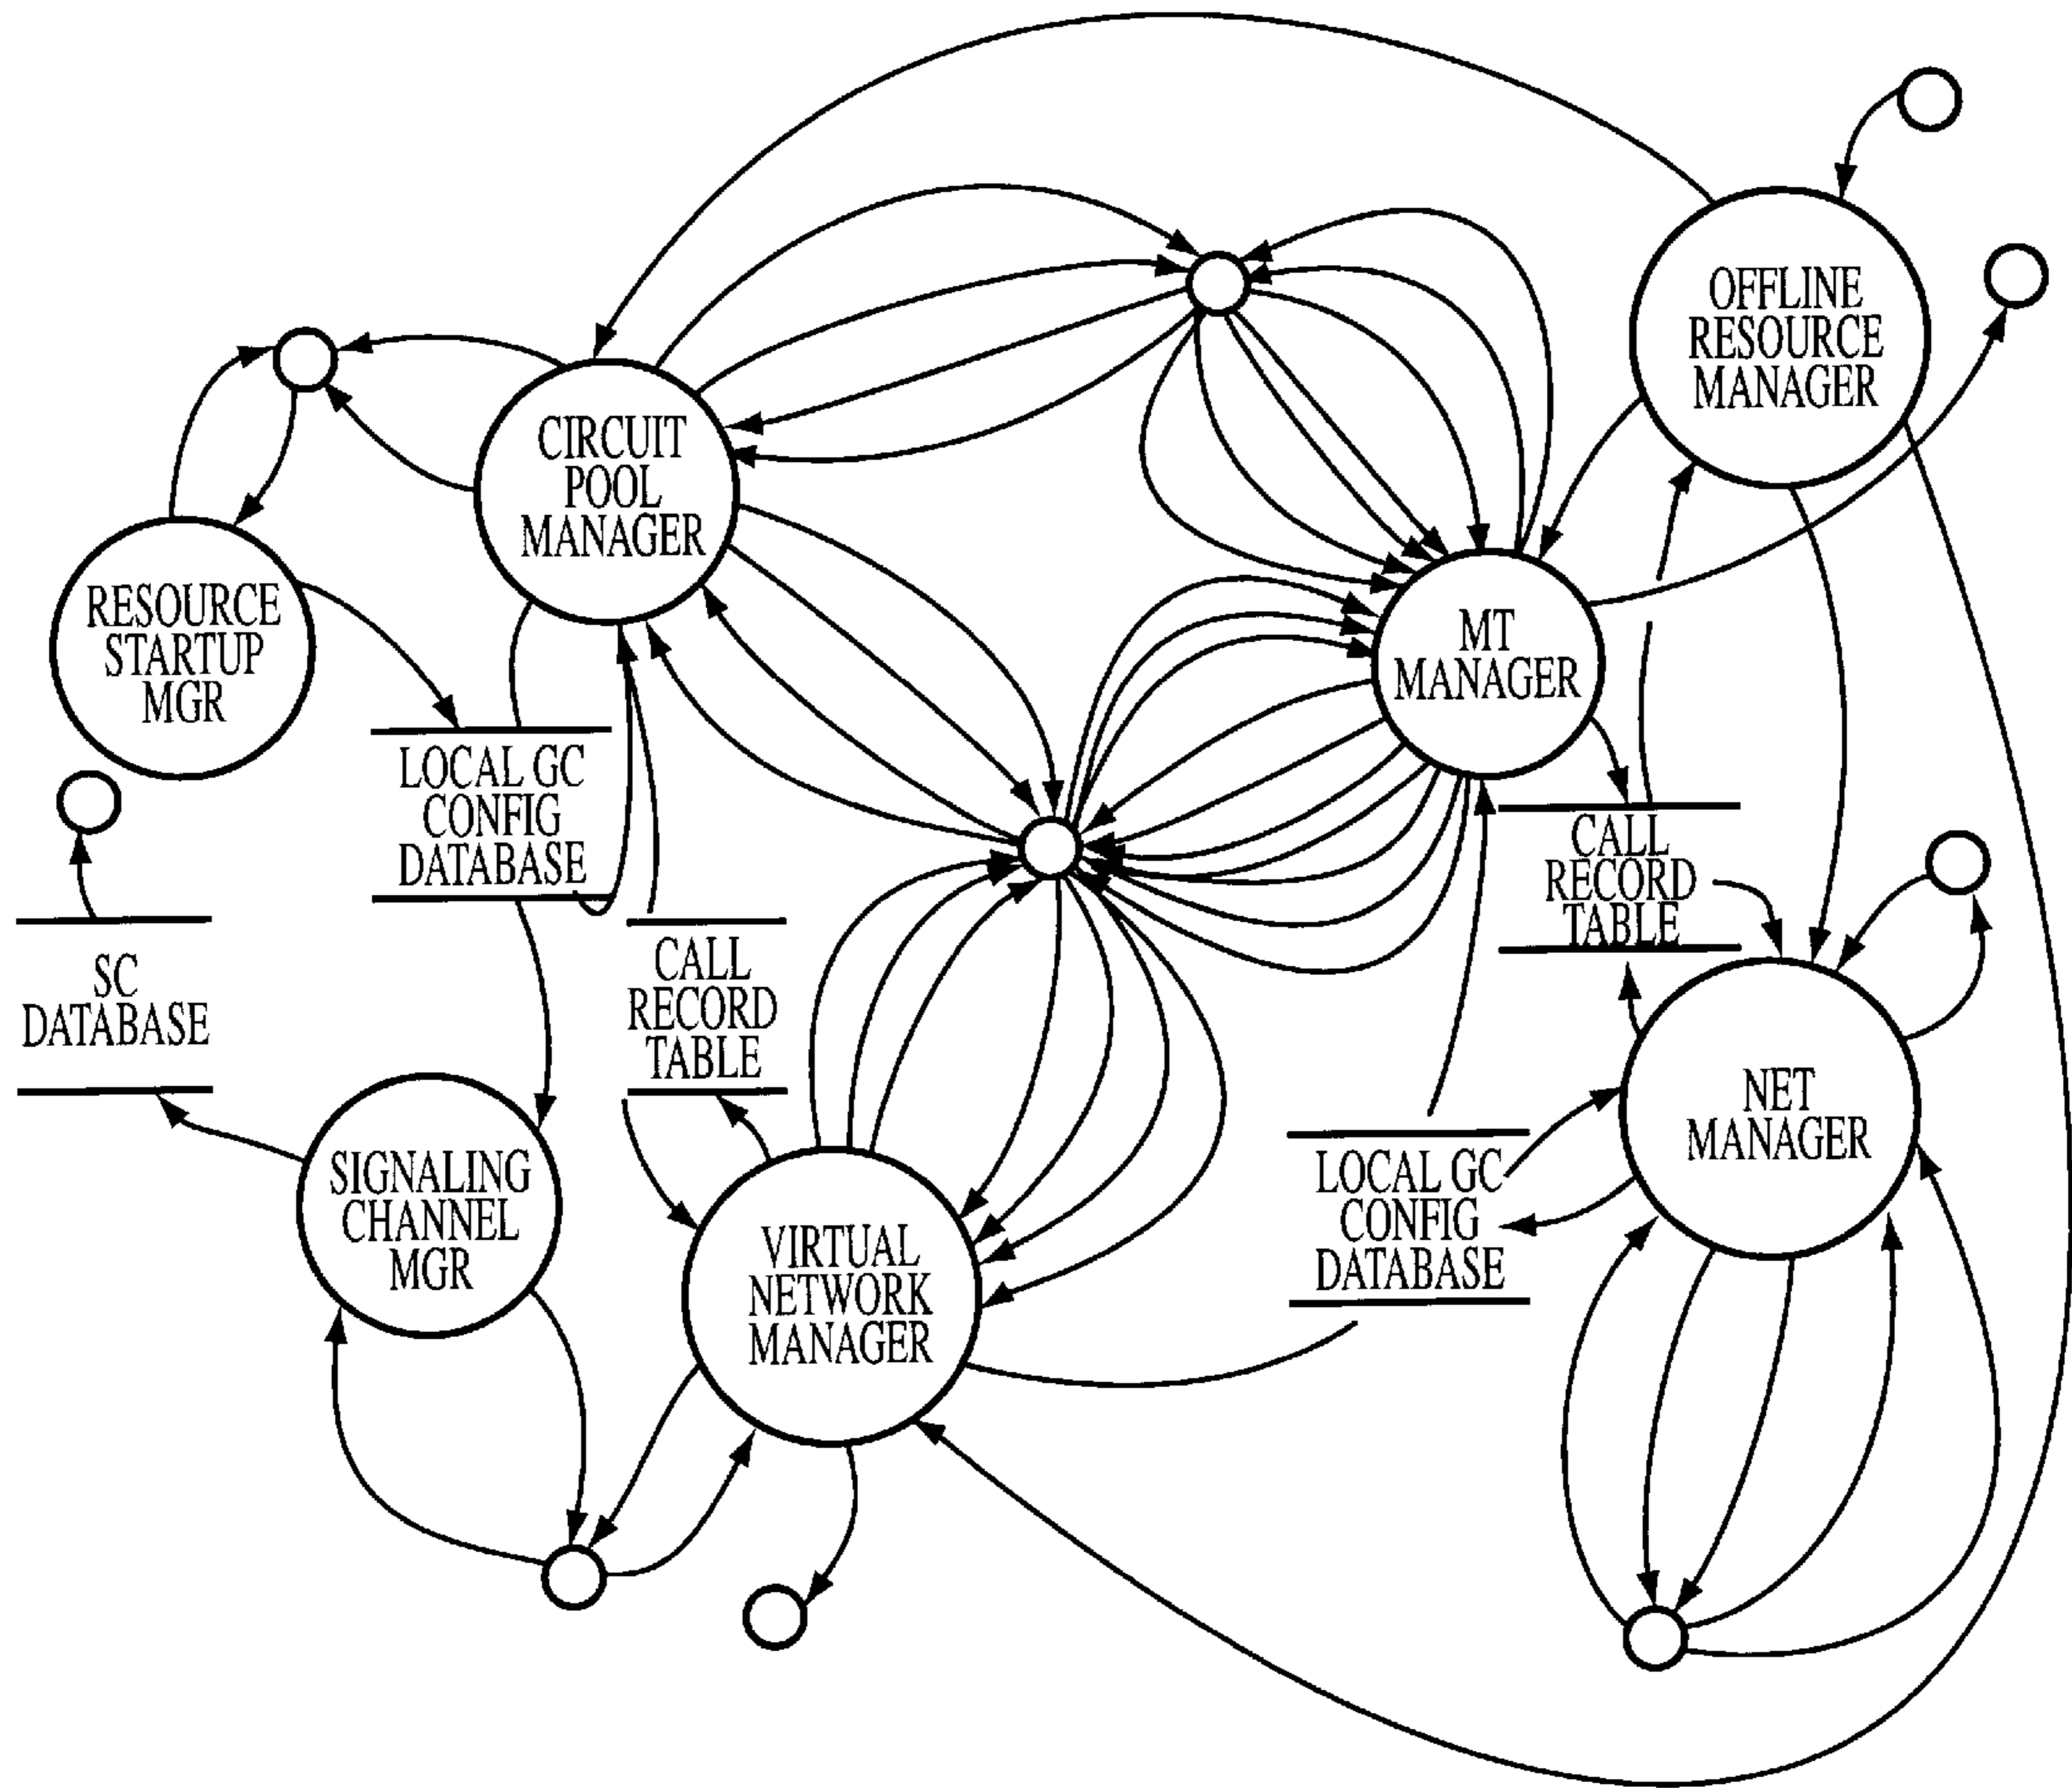 OFFLINE
RESOURCE
MANAGER
CIRCUIT
POOL
MANAGER
RESOURCE
STARTUP
MGR
MT
MANAGER
LOCAL GC
CONFIG
DATABASE
CALL
RECORD
TABLE
SC
DATABASE
CALL
RECORD
TABLE
NET
MANAGER
SIGNALING
CHANNEL
MGR
LOCAL GC
CONFIG
DATABASE
VIRTUAL
NETWORK
MANAGER